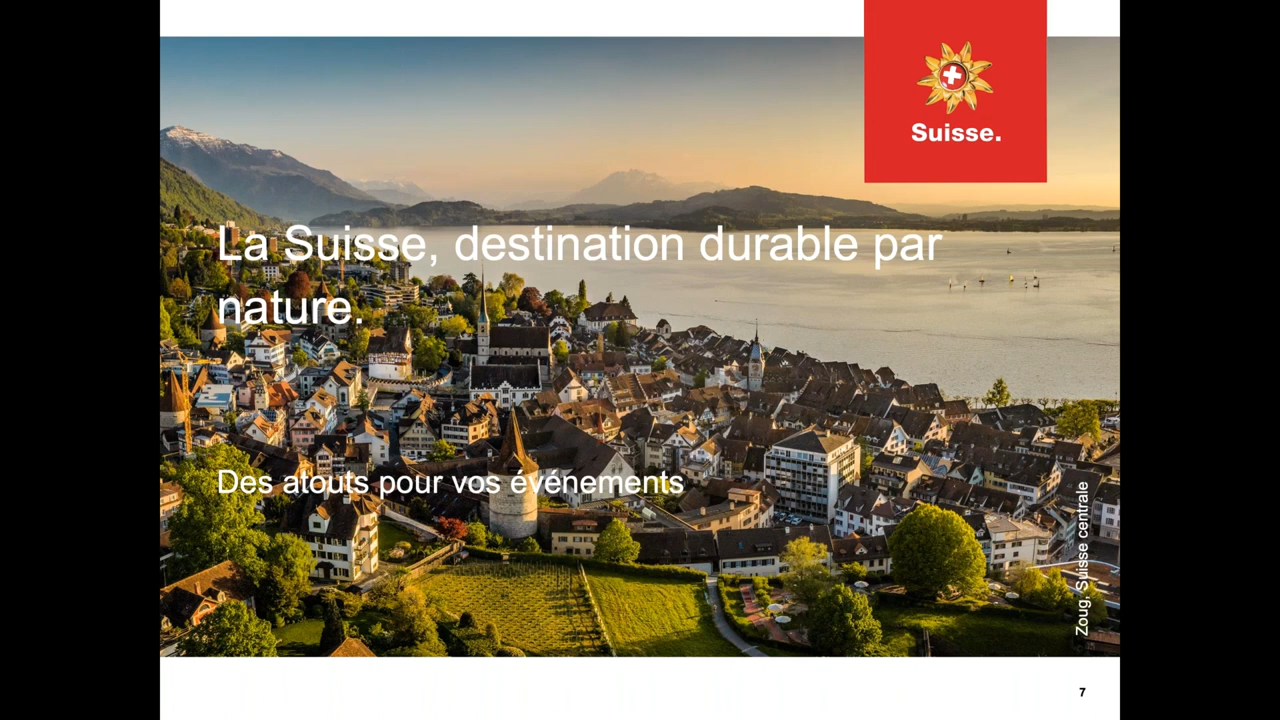 Suisse.
La Suisse, destination durable par
nature.
Des atouts pour vos événements
Zoug, Suisse centrale
7